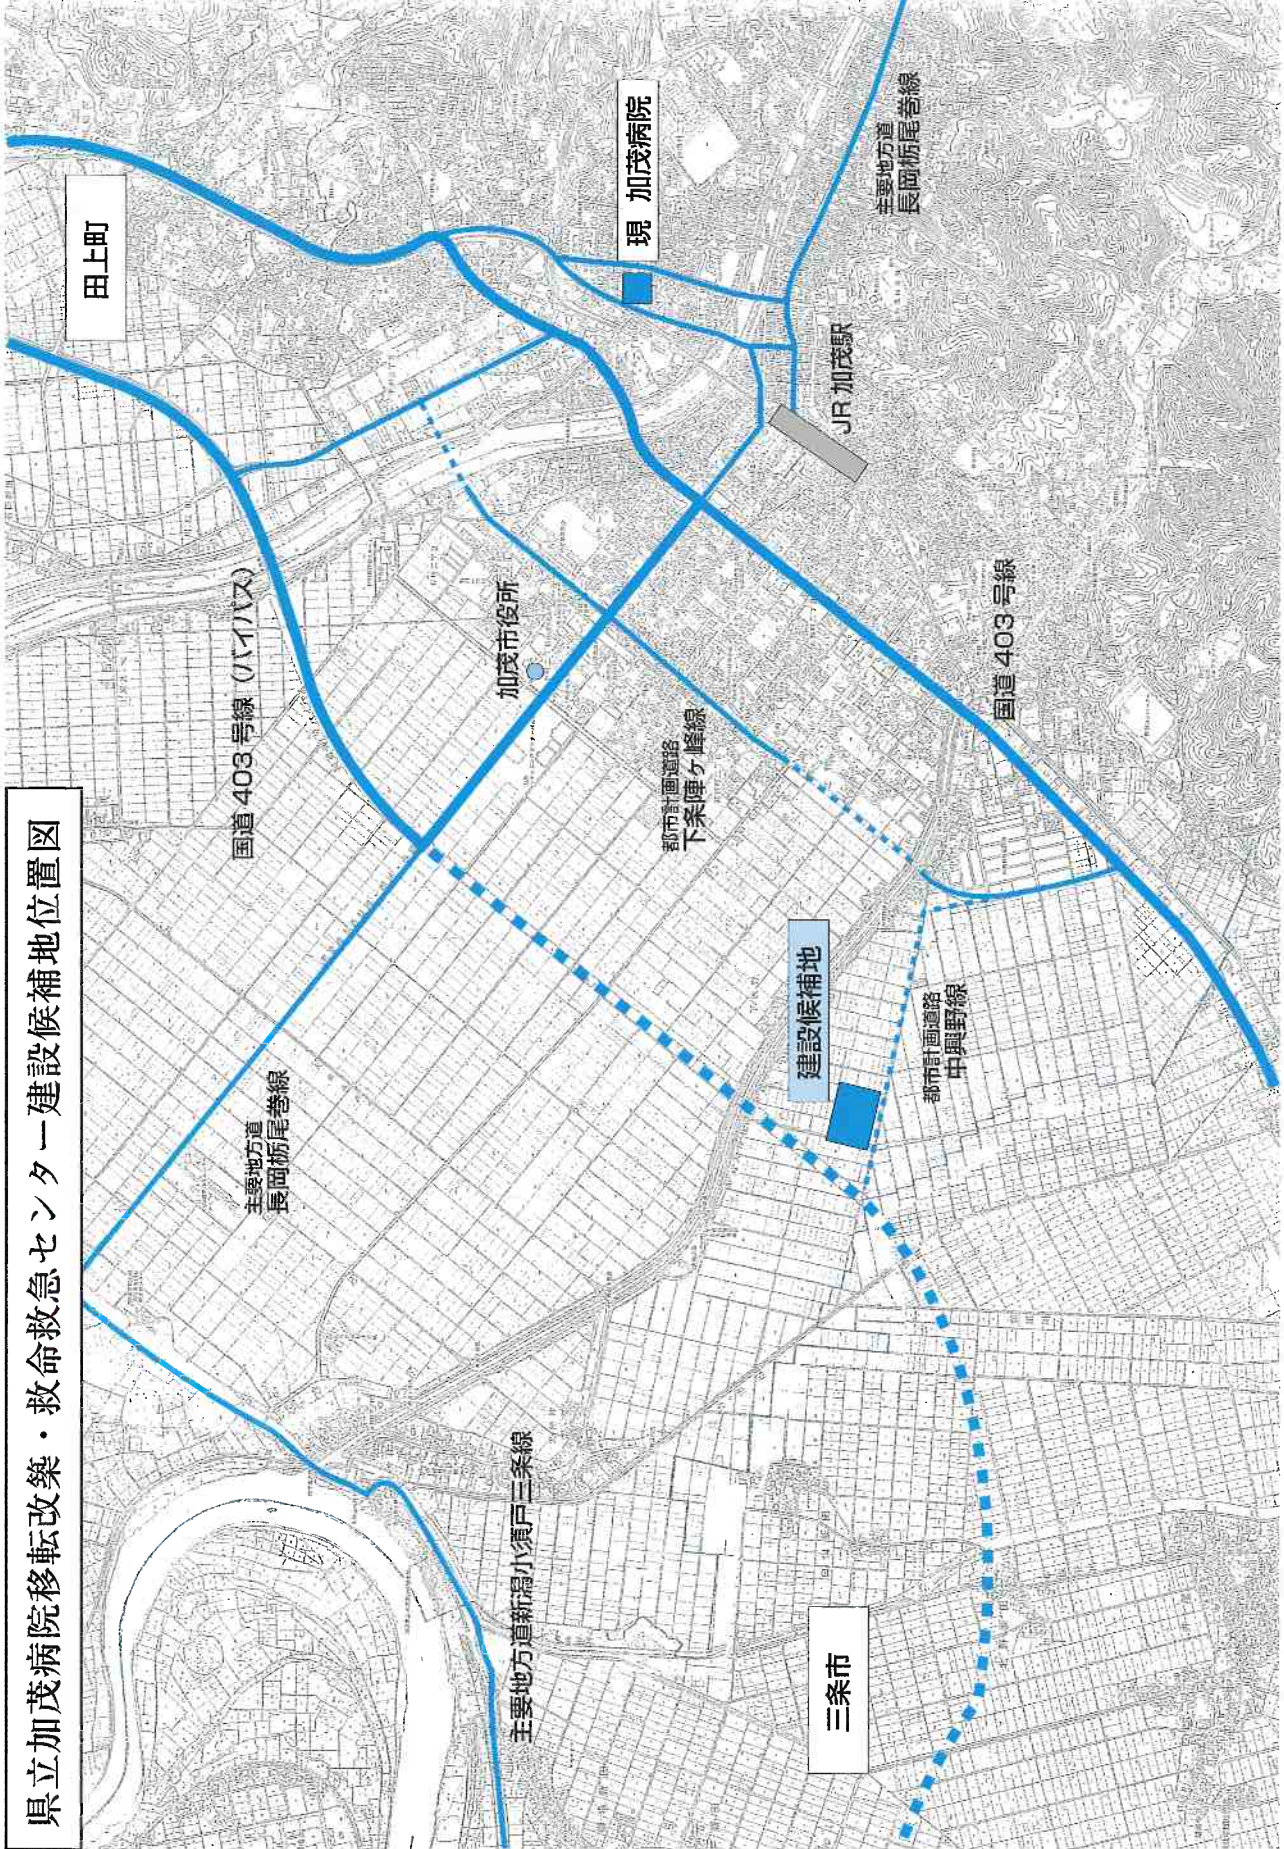 県立加茂病院移転改築・救命救急センター建設候補地位置図
田上町
現 加茂病院
主要地方道
長岡栃尾巻線
JR 加茂駅
国道 403 号線 (バイパス)
加茂市役所
都市計画道路
下条陣ヶ峰線
国道 403 号線
主要地方道
長岡栃尾巻線
建設候補地
都市計画道路
中興野線
主要地方道新潟小須戸三条線
三条市